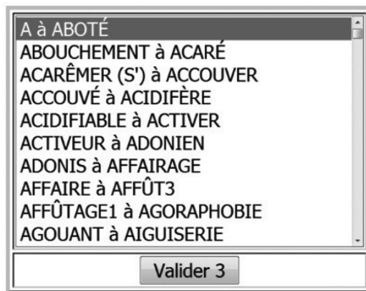 A à ABOTÉ
ABOUCHEMENT à ACARÉ
ACARÊMER (S') à ACCOUVER
ACCOUVÉ à ACIDIFÈRE
ACIDIFIABLE à ACTIVER
ACTIVEUR à ADONIEN
ADONIS à AFFAIRAGE
AFFAIRE à AFFÛT3
AFFÛTAGE1 à AGORAPHOBIE
AGOUANT à AIGUISERIE
Valider 3